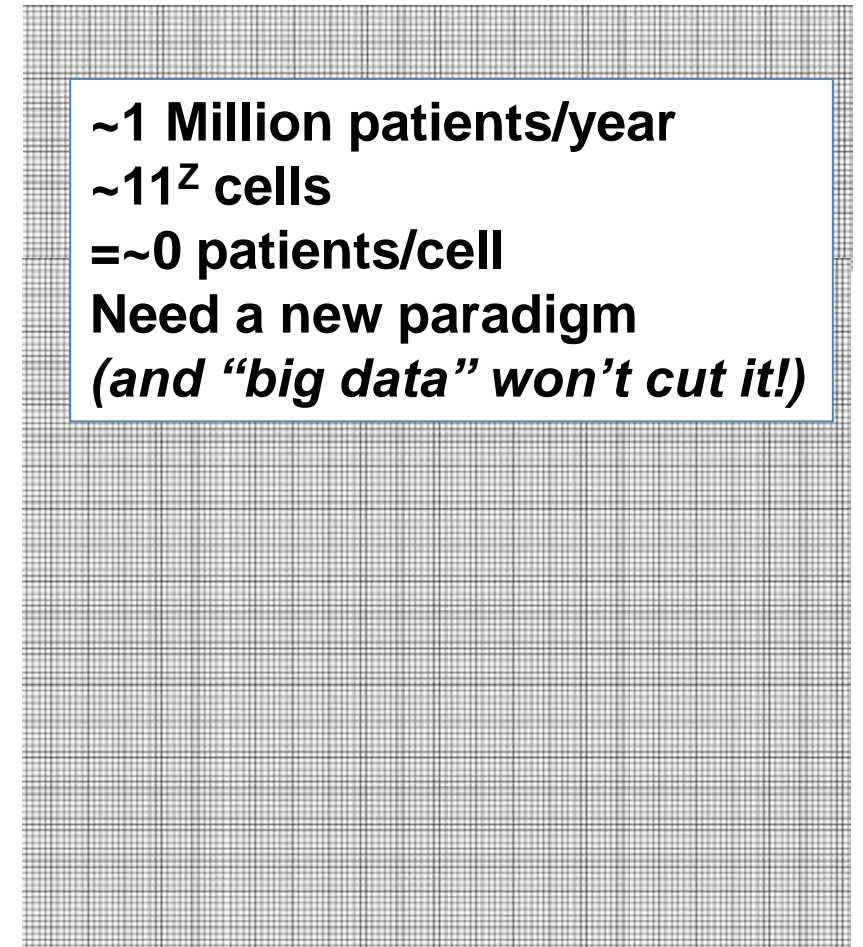 ~1 Million patients/year
~11ᶻ cells
=~0 patients/cell
Need a new paradigm
(and “big data” won’t cut it!)